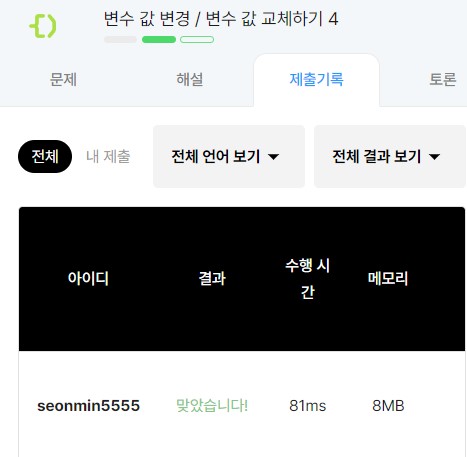 변수 값 변경 / 변수 값 교체하기 4
문제 해설 제출기록 토론
전체 내 제출 전체 언어 보기 전체 결과 보기
아이디 결과 수행 시간 메모리
seonmin5555 맞았습니다! 81ms 8MB